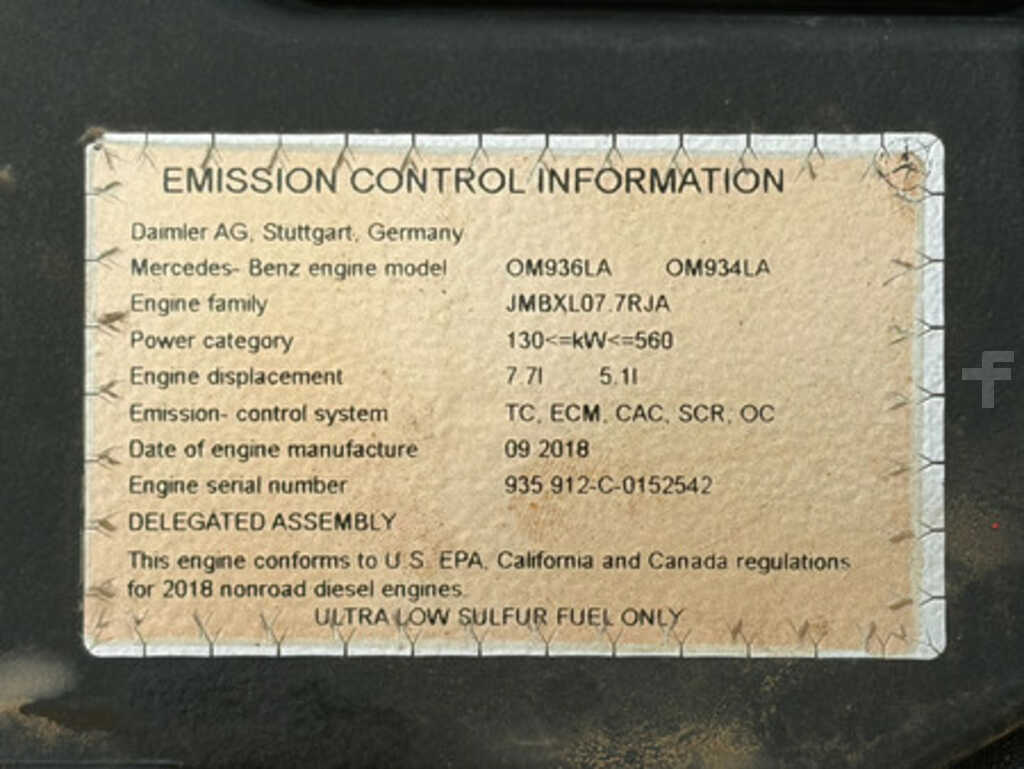 EMISSION CONTROL INFORMATION
Daimler AG, Stuttgart, Germany
Mercedes- Benz engine model OM936LA OM934LA
Engine family JMBXL07.7RJA
Power category 130<=kW<=560
Engine displacement 7.7l 5.1l
Emission- control system TC, ECM, CAC, SCR, OC
Date of engine manufacture 09.2018
Engine serial number 935.912-C-0152542
DELEGATED ASSEMBLY
This engine conforms to U.S. EPA, California and Canada regulations
for 2018 nonroad diesel engines.
ULTRA LOW SULFUR FUEL ONLY
f